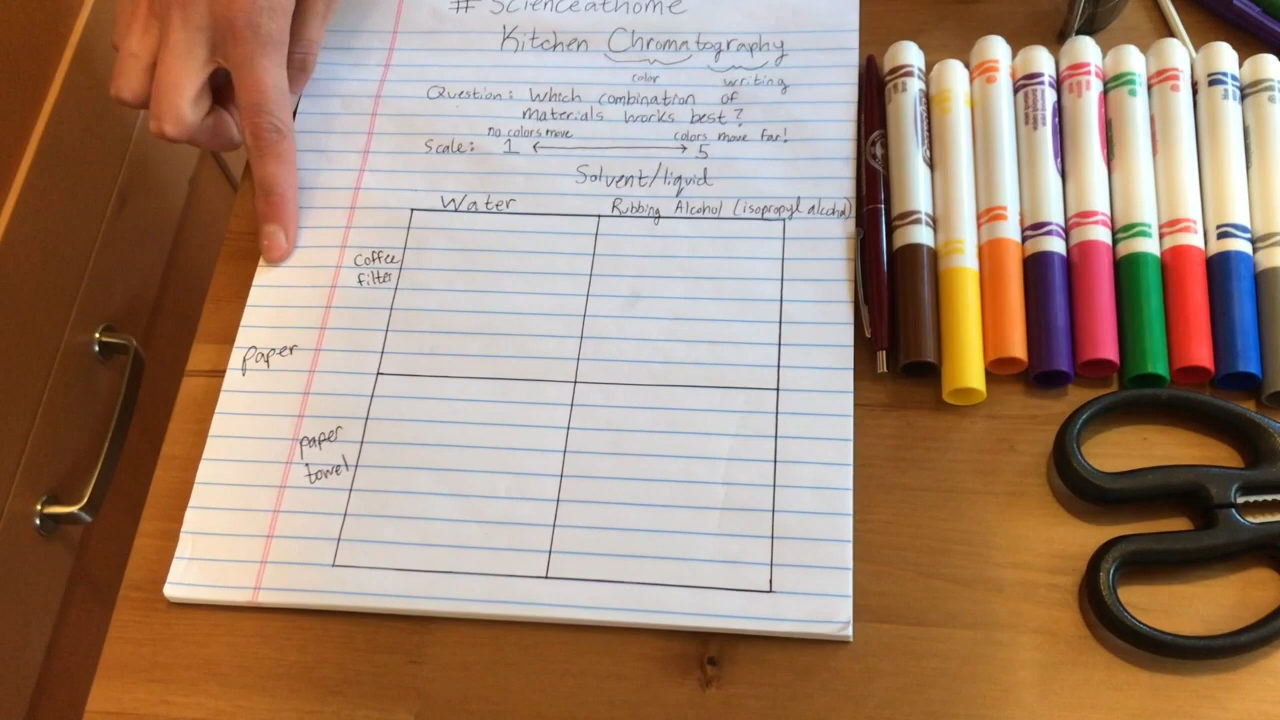 #Scienceathome
Kitchen Chromatography
color writing
Question: Which combination of
materials works best?
no colors move colors move far!
Scale: 1 5
Solvent/liquid
Water Rubbing Alcohol (isopropyl alcohol)
coffee
filter
paper
paper
towel